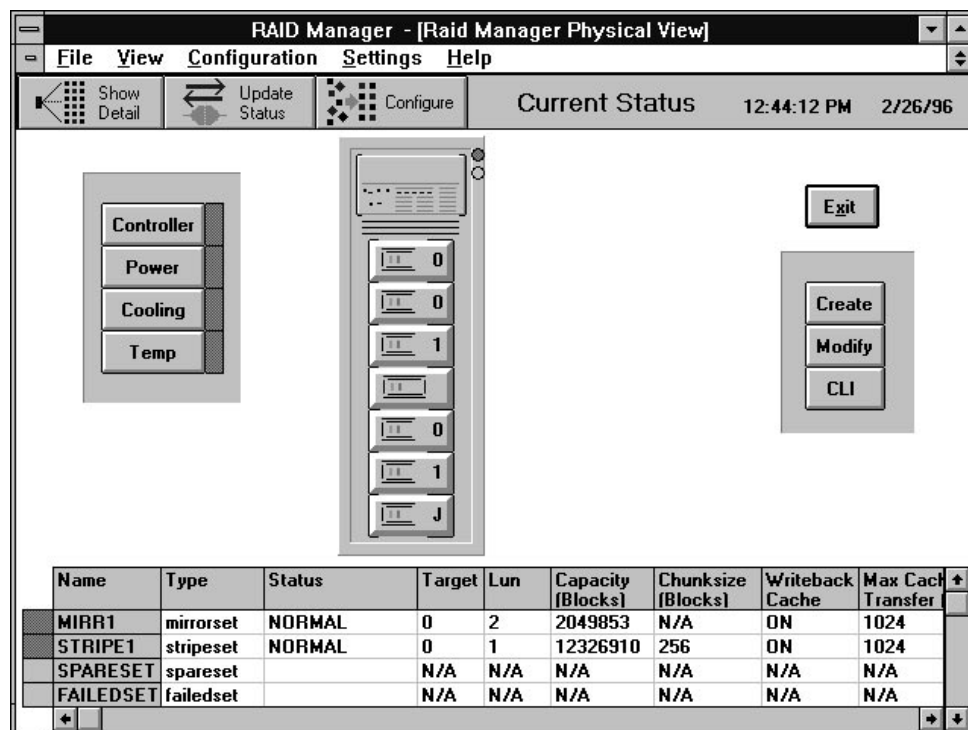 RAID Manager - [Raid Manager Physical View]
File View Configuration Settings Help
Show Detail
Update Status
Configure
Current Status 12:44:12 PM 2/26/96
Controller
Power
Cooling
Temp
0
0
1
0
1
J
Exit
Create
Modify
CLI
Name Type Status Target Lun Capacity (Blocks) Chunksize (Blocks) Writeback Cache Max Cach Transfer
MIRR1 mirrorset NORMAL 0 2 2049853 N/A ON 1024
STRIPE1 stripeset NORMAL 0 1 12326910 256 ON 1024
SPARESET spareset N/A N/A N/A N/A N/A N/A
FAILEDSET failedset N/A N/A N/A N/A N/A N/A